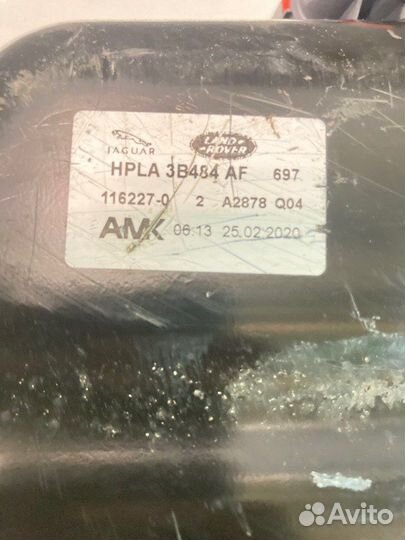 JAGUAR LAND ROVER
HPLA 3B484 AF 697
116227-0 2 A2878 Q04
AMK 06:13 25.02.2020
Avito